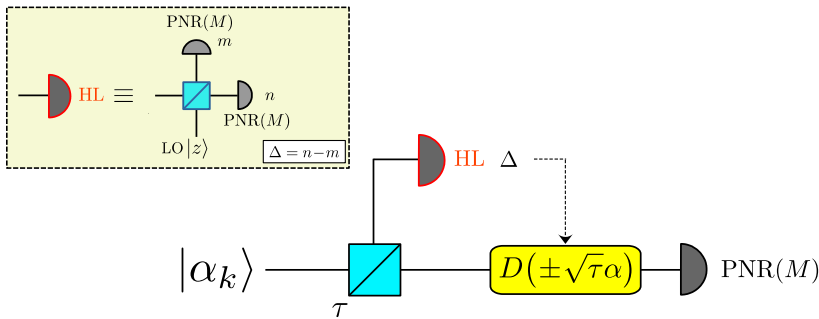 PNR(M)
m
HL ≡
n
PNR(M)
LO |z⟩
Δ = n−m
HL Δ
|α_k⟩
D(±√τα)
PNR(M)
τ